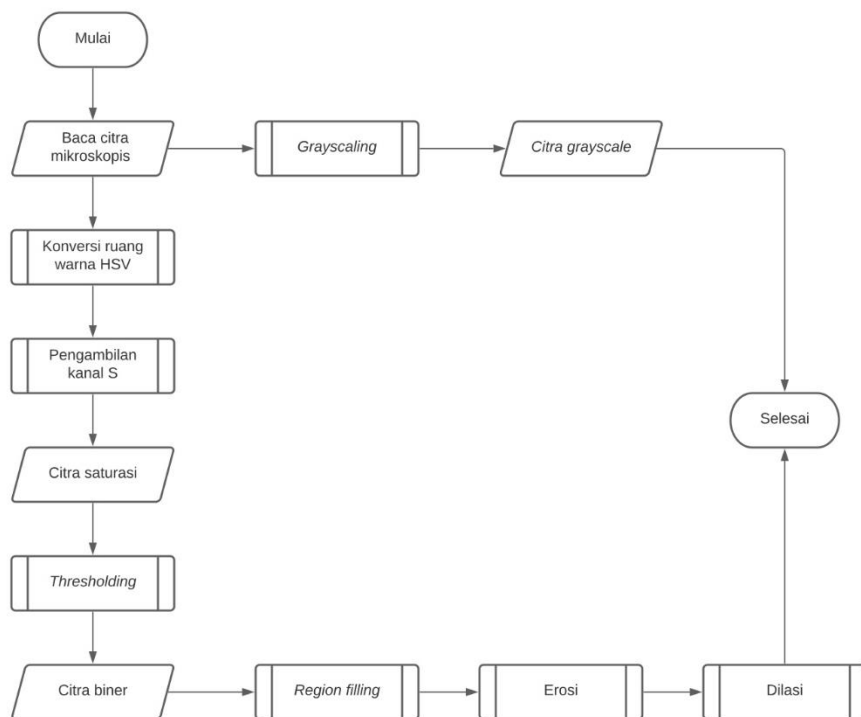 Mulai
Baca citra
mikroskopis
Grayscaling
Citra grayscale
Konversi ruang
warna HSV
Pengambilan
kanal S
Selesai
Citra saturasi
Thresholding
Citra biner
Region filling
Erosi
Dilasi